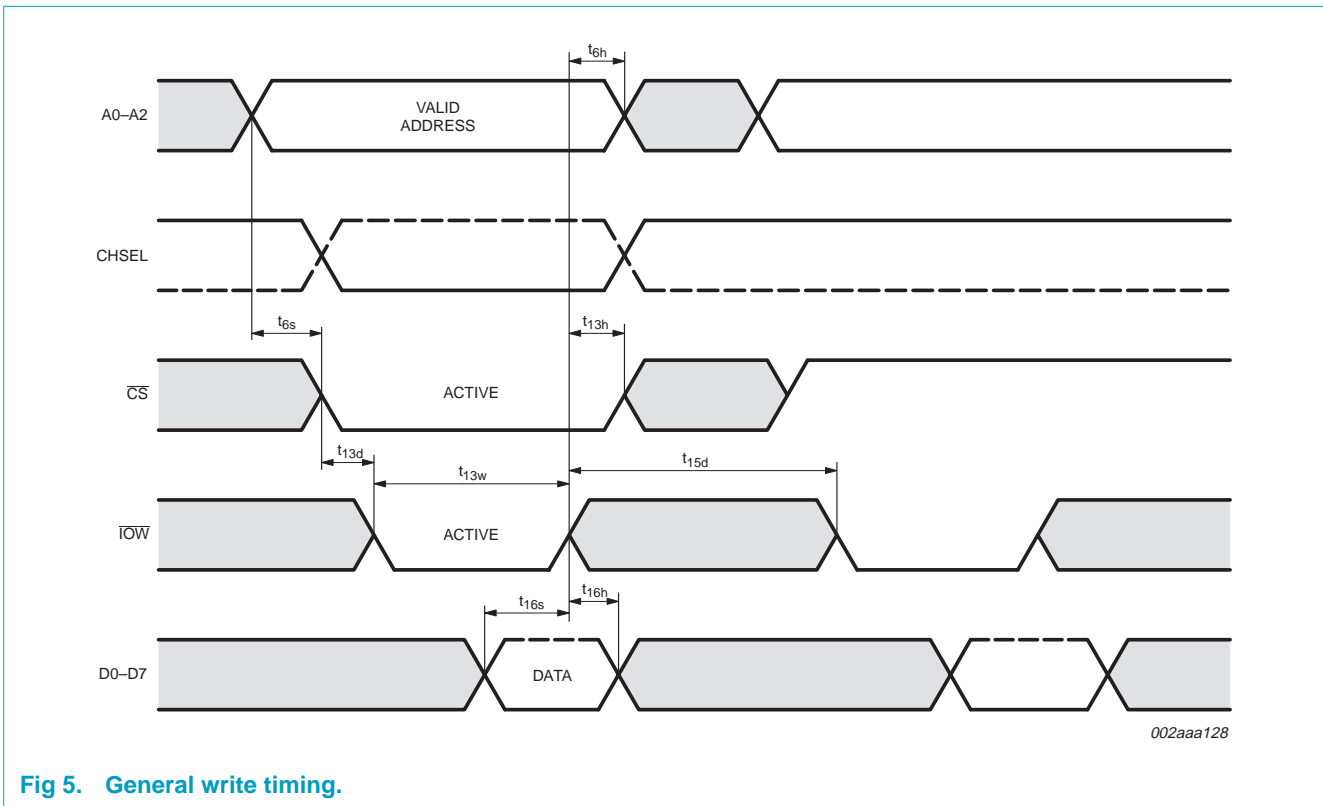 t6h
A0–A2
VALID
ADDRESS
CHSEL
t6s
t13h
CS
ACTIVE
t13d
t13w
t15d
IOW
ACTIVE
t16s
t16h
D0–D7
DATA
002aaa128
Fig 5. General write timing.